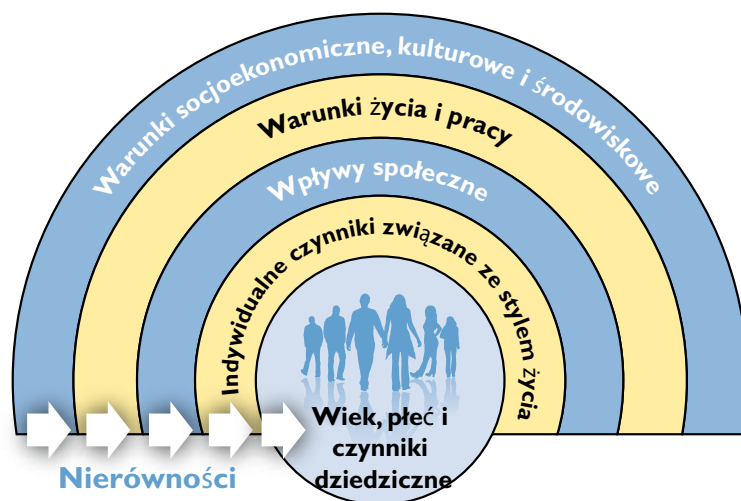 Warunki socjoekonomiczne, kulturowe i środowiskowe
Warunki życia i pracy
Wpływy społeczne
Indywidualne czynniki związane ze stylem życia
Wiek, płeć i
czynniki
dziedziczne
Nierówności